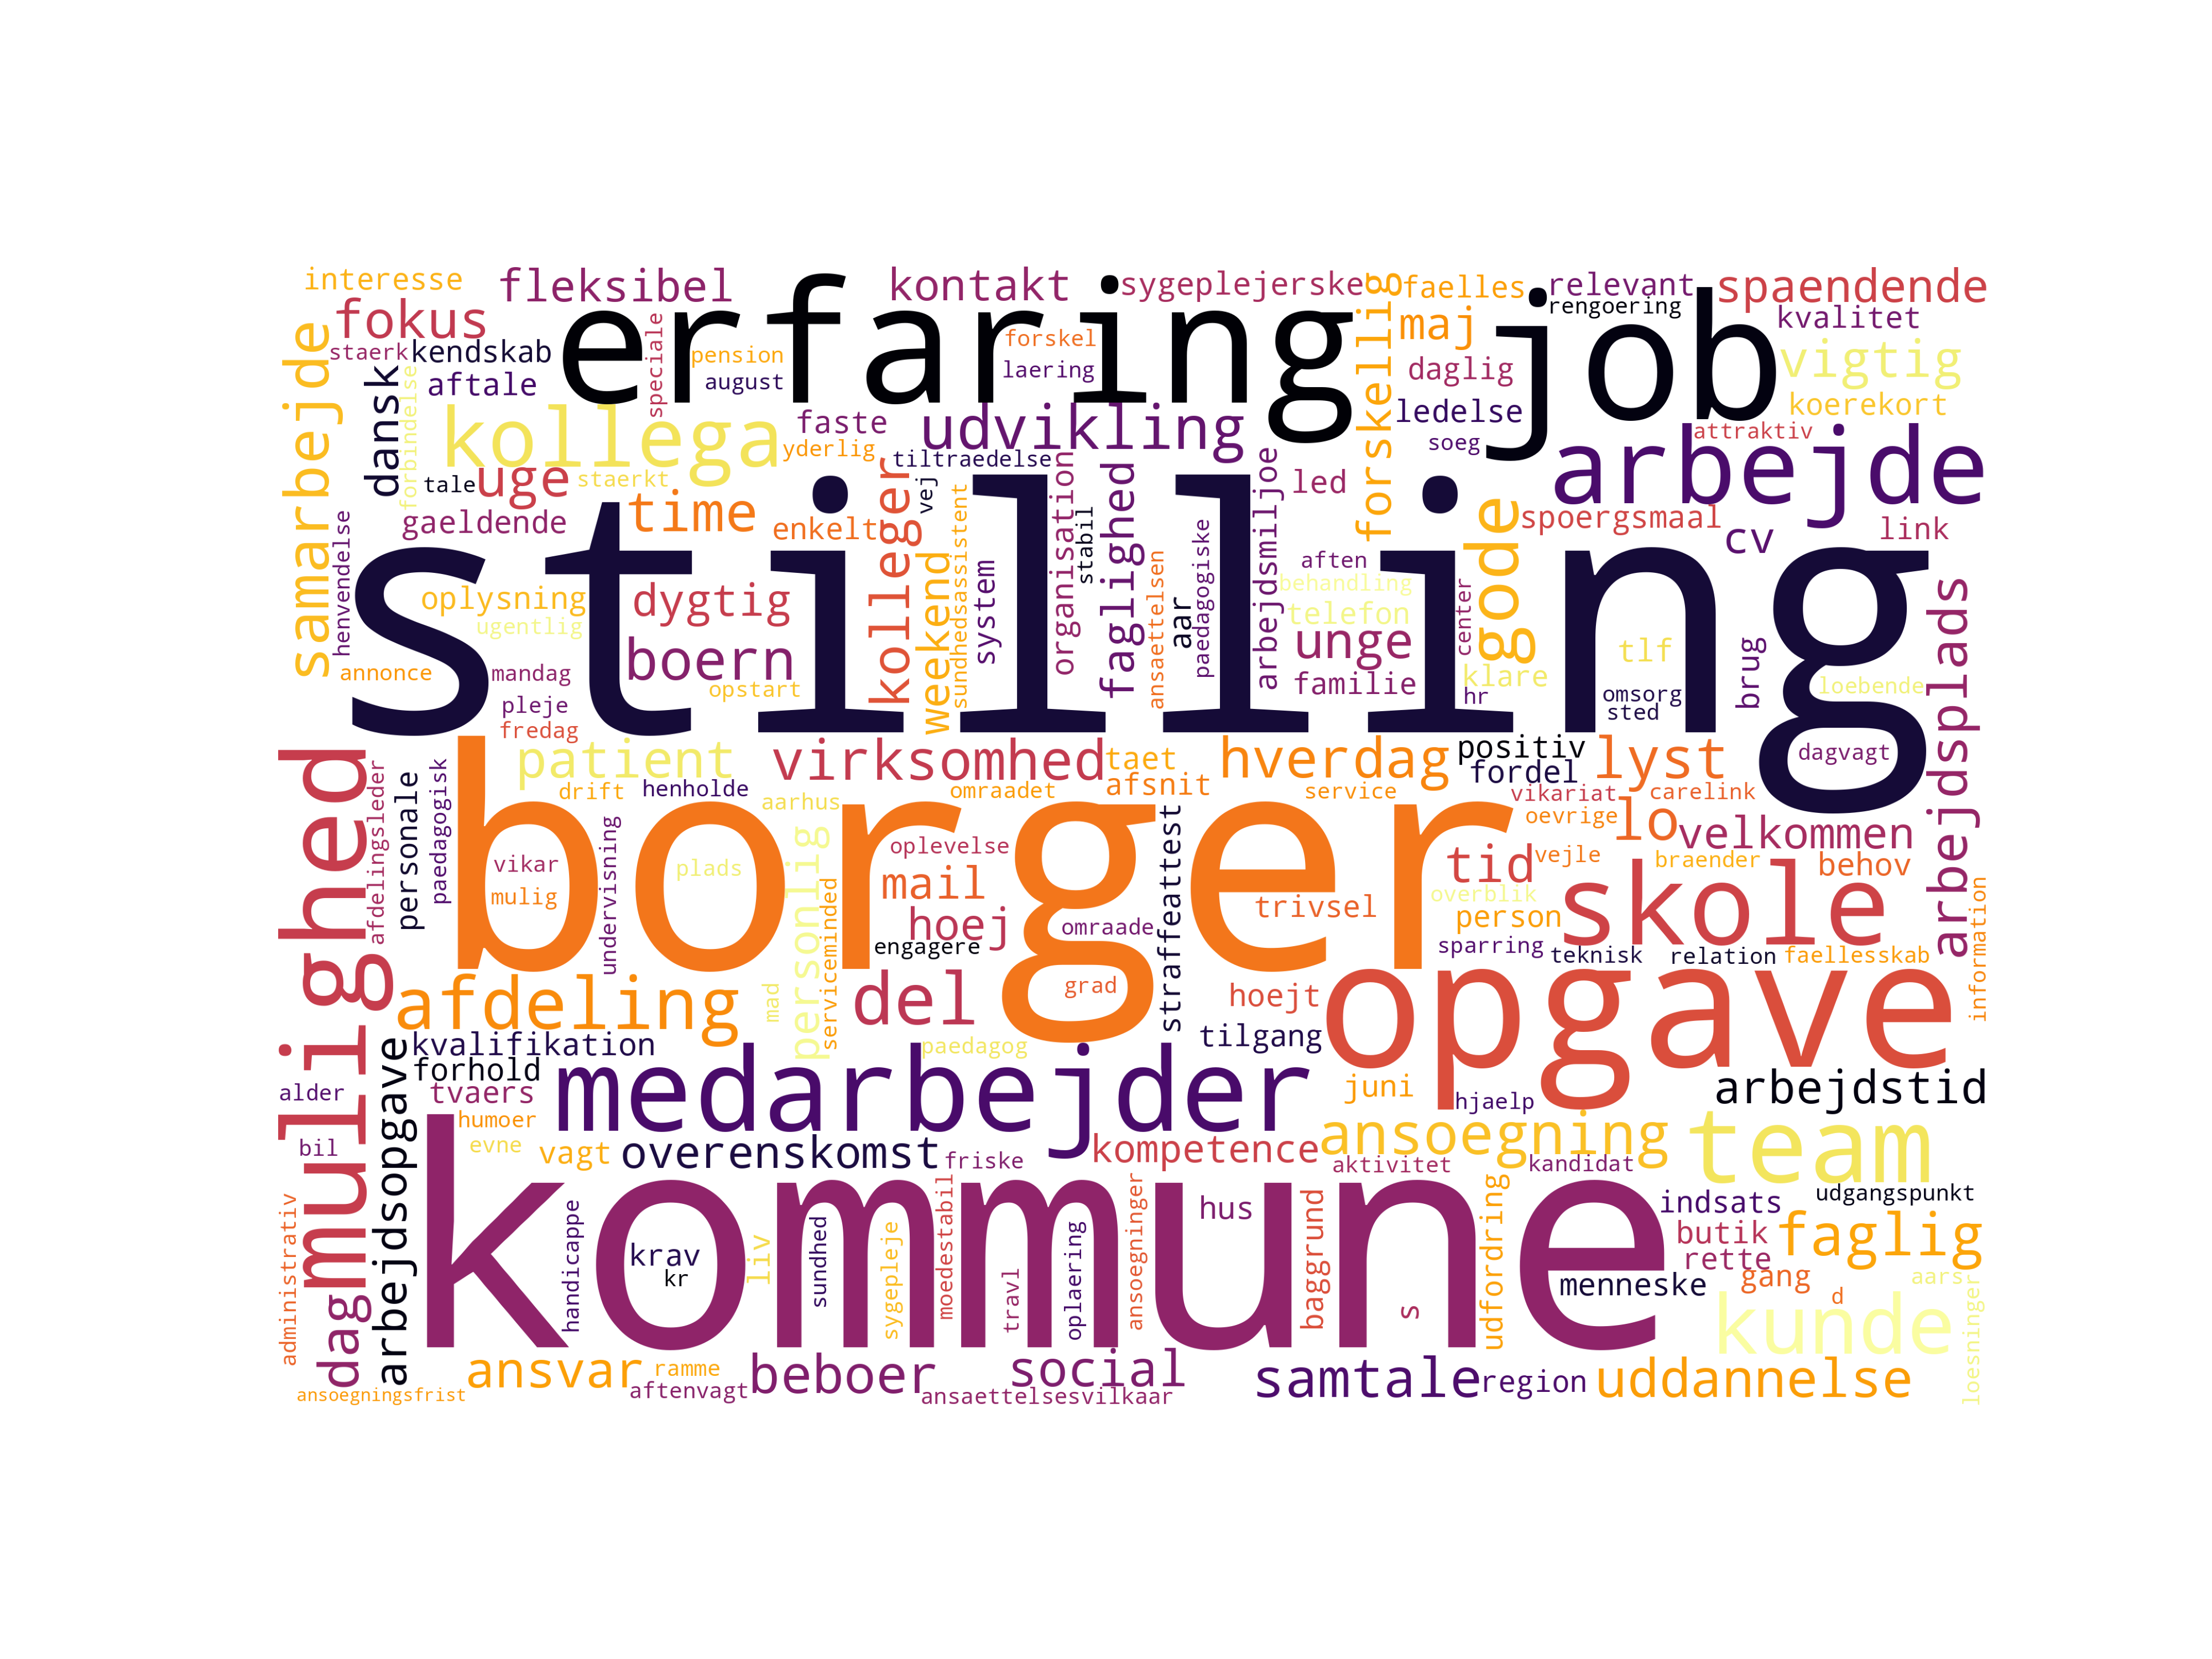 interesse
fleksibel
kontakt
sygeplejerske
faelles
relevant
spaendende
fokus
erfaring
job
rengoering
maj
kvalitet
staerk
kendskab
speciale
pension
forskel
forskellig
vigtig
samarbejde
dansk
forbindelse
aftale
august
laering
daglig
koerekort
kollega
faste
udvikling
ledelse
attraktiv
yderlig
soeg
arbejde
tale
uge
staerkt
tiltraedelse
time
kolleger
vej
led
henvendelse
gaeldende
enkelt
sundhedsassistent
organisation
stabil
faglighed
paedagogiske
arbejdsmiljoe
gode
spoergsmaal
cv
link
stilling
weekend
system
ansaettelsen
aar
aften
behandling
center
oplysning
ugentlig
dygtig
telefon
unge
tlf
brug
arbejdsplads
annonce
mandag
boern
opstart
familie
hr
klare
omsorg
sted
loebende
pleje
fredag
mulighed
patient
virksomhed
taet
hverdag
positiv
lyst
dagvagt
afdelingsleder
personale
paedagogisk
drift
henholde
omraadet
afsnit
service
fordel
vikariat
carelink
aarhus
oevrige
lo
velkommen
borger
vikar
undervisning
plads
personlig
oplevelse
straffeattest
tid
vejle
braender
behov
mulig
serviceminded
mail
trivsel
overblik
skole
hoej
omraade
person
information
engagere
sparring
teknisk
relation
faellesskab
afdeling
mad
del
grad
hoejt
opgave
arbejdsopgave
kvalifikation
paedagog
tilgang
forhold
medarbejder
alder
tvaers
juni
hjaelp
arbejdstid
humoer
bil
evne
vagt
overenskomst
friske
kompetence
ansoegning
aktivitet
kandidat
team
administrativ
kommune
handicappe
moedestabil
ansoegninger
hus
baggrund
udfordring
indsats
udgangspunkt
krav
kr
liv
sundhed
sygepleje
travl
oplaering
s
butik
rette
faglig
menneske
gang
aars
d
dag
kunde
loesninger
ansvar
ramme
beboer
social
samtale
region
uddannelse
ansoegningsfrist
aftenvagt
ansaettelsesvilkaar